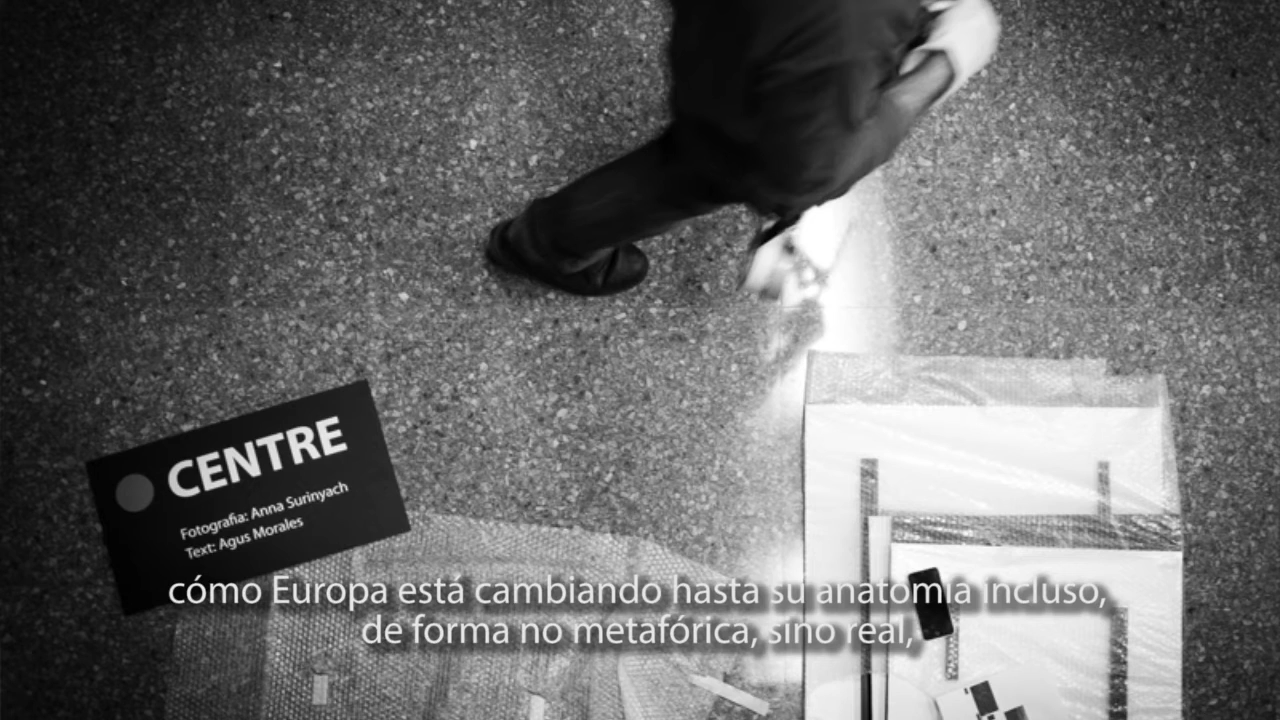 CENTRE
Fotografia: Anna Surinyach
Text: Agus Morales
cómo Europa está cambiando hasta su anatomía incluso,
de forma no metafórica, sino real,